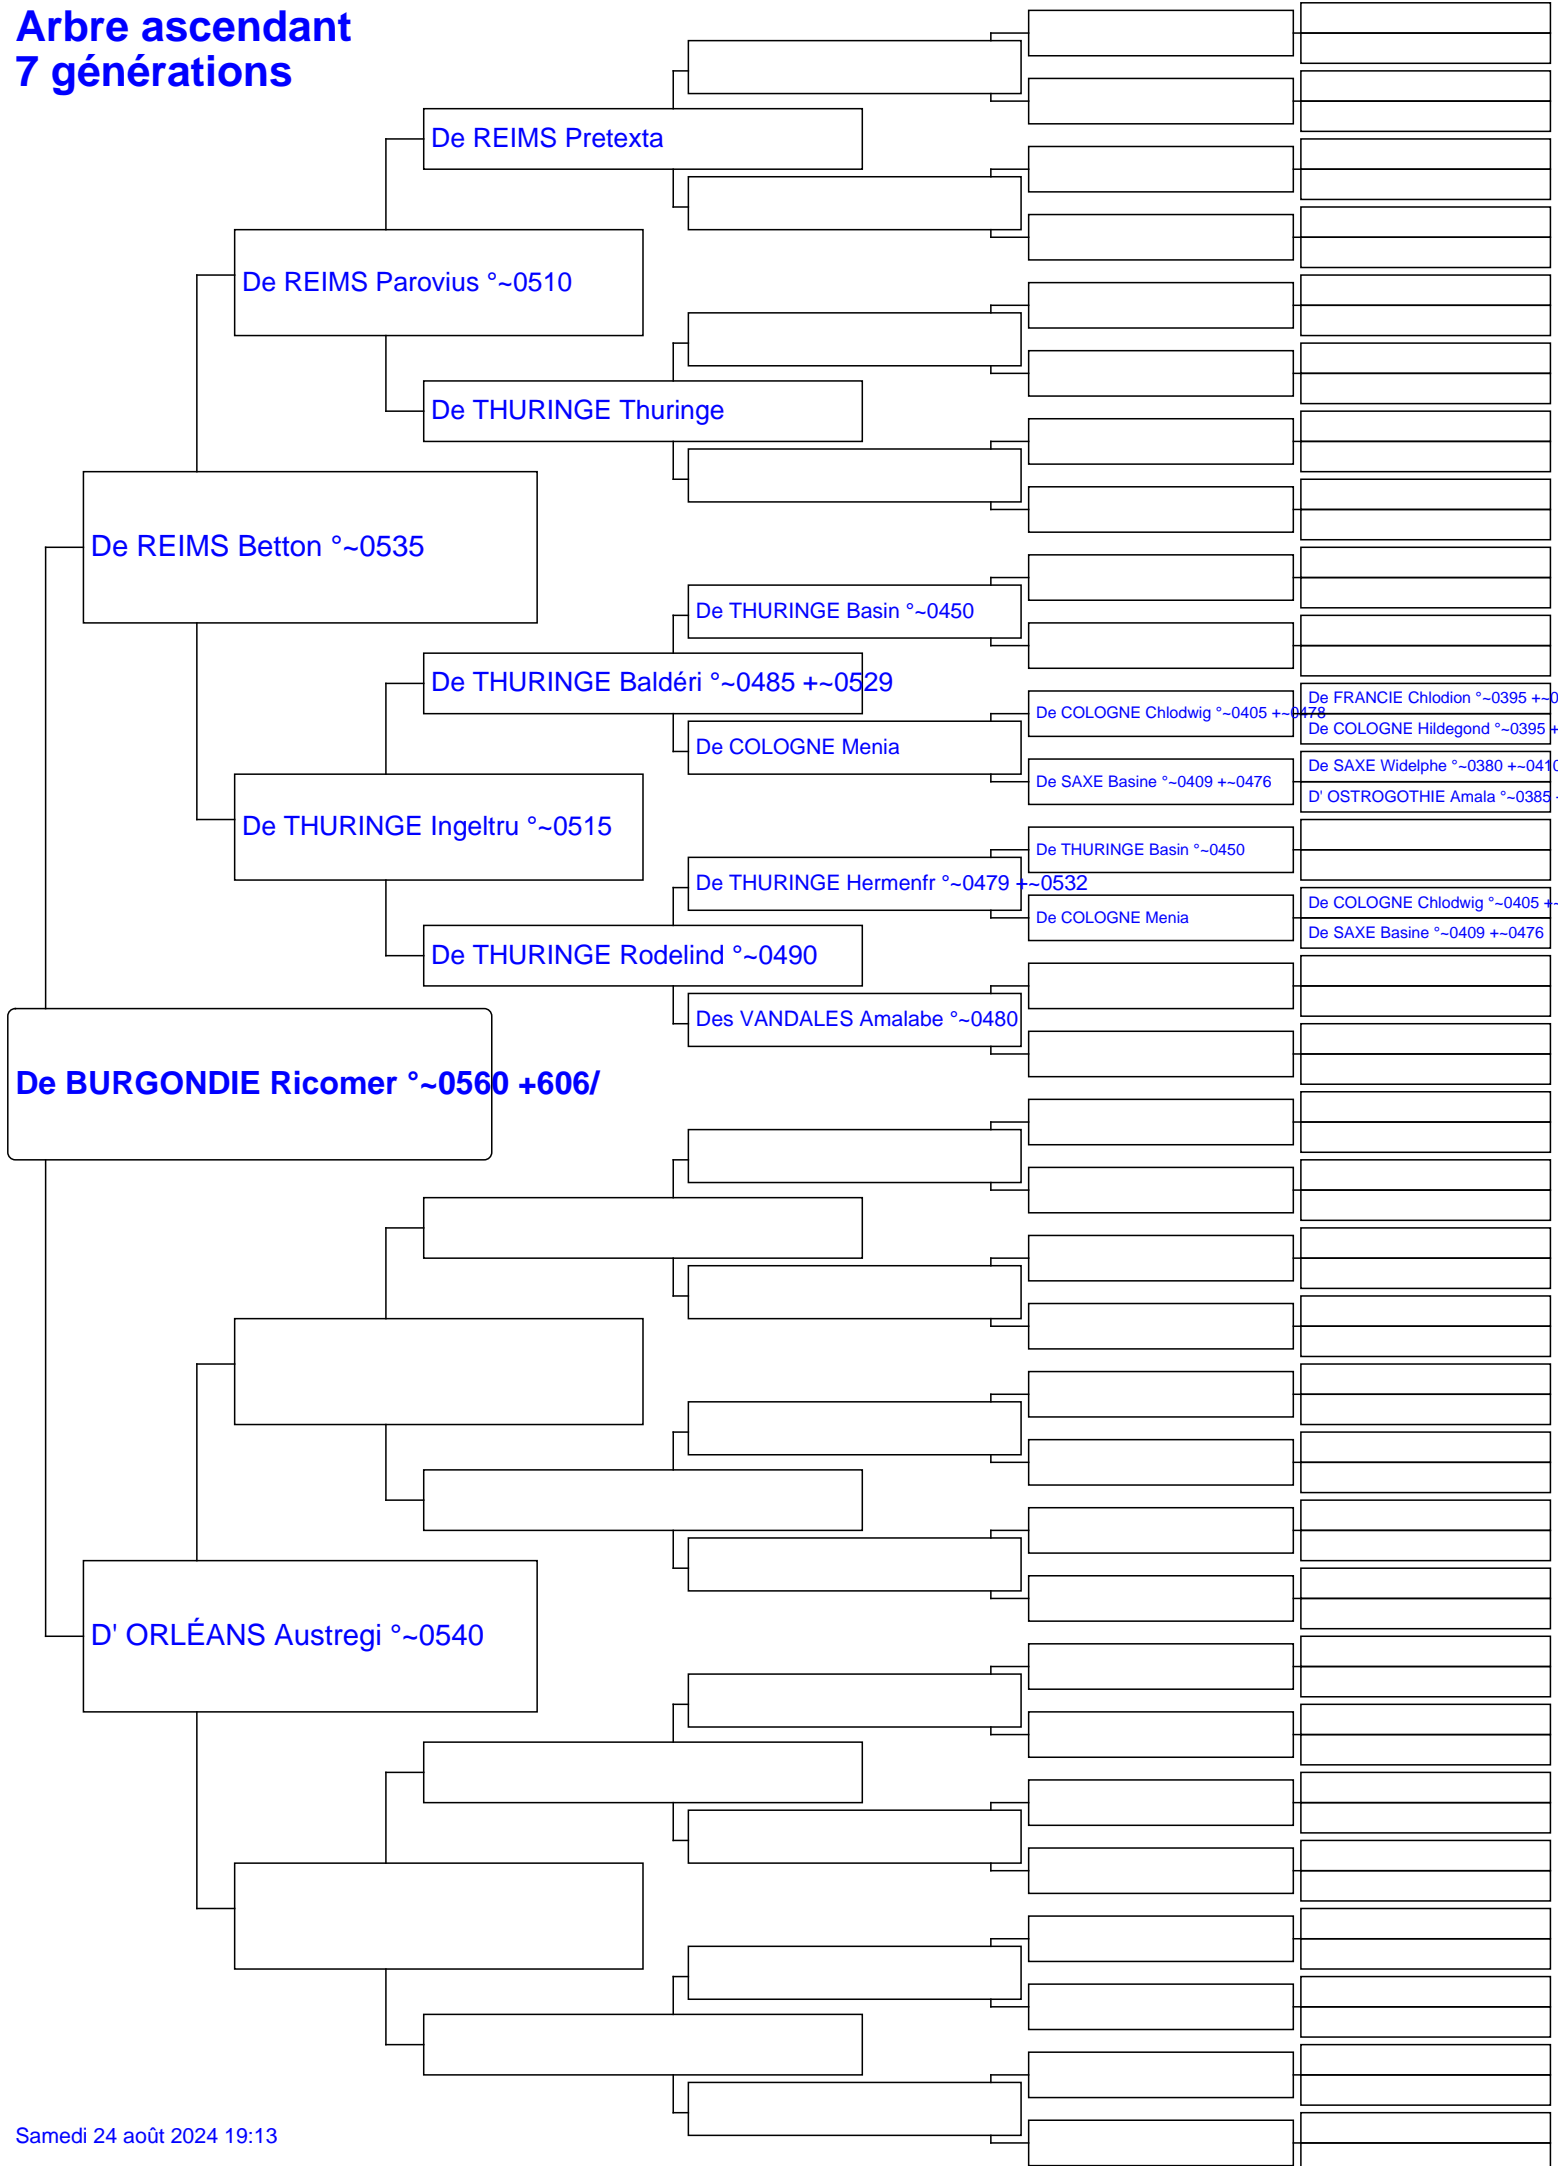 Arbre ascendant
7 générations
De REIMS Pretexta
De REIMS Parovius °~0510
De THURINGE Thuringe
De REIMS Betton °~0535
De THURINGE Basin °~0450
De THURINGE Baldéri °~0485 +~0529
De FRANCIE Chlodion °~0395 +~0
De COLOGNE Chlodwig °~0405 +~0478
De COLOGNE Hildegond °~0395 +
De COLOGNE Menia
De SAXE Widelphe °~0380 +~0410
De SAXE Basine °~0409 +~0476
D' OSTROGOTHIE Amala °~0385
De THURINGE Ingeltru °~0515
De THURINGE Basin °~0450
De THURINGE Hermenfr °~0479 +~0532
De COLOGNE Chlodwig °~0405 +~
De COLOGNE Menia
De SAXE Basine °~0409 +~0476
De THURINGE Rodelind °~0490
Des VANDALES Amalabe °~0480
De BURGONDIE Ricomer °~0560 +606/
D' ORLÉANS Austregi °~0540
Samedi 24 août 2024 19:13